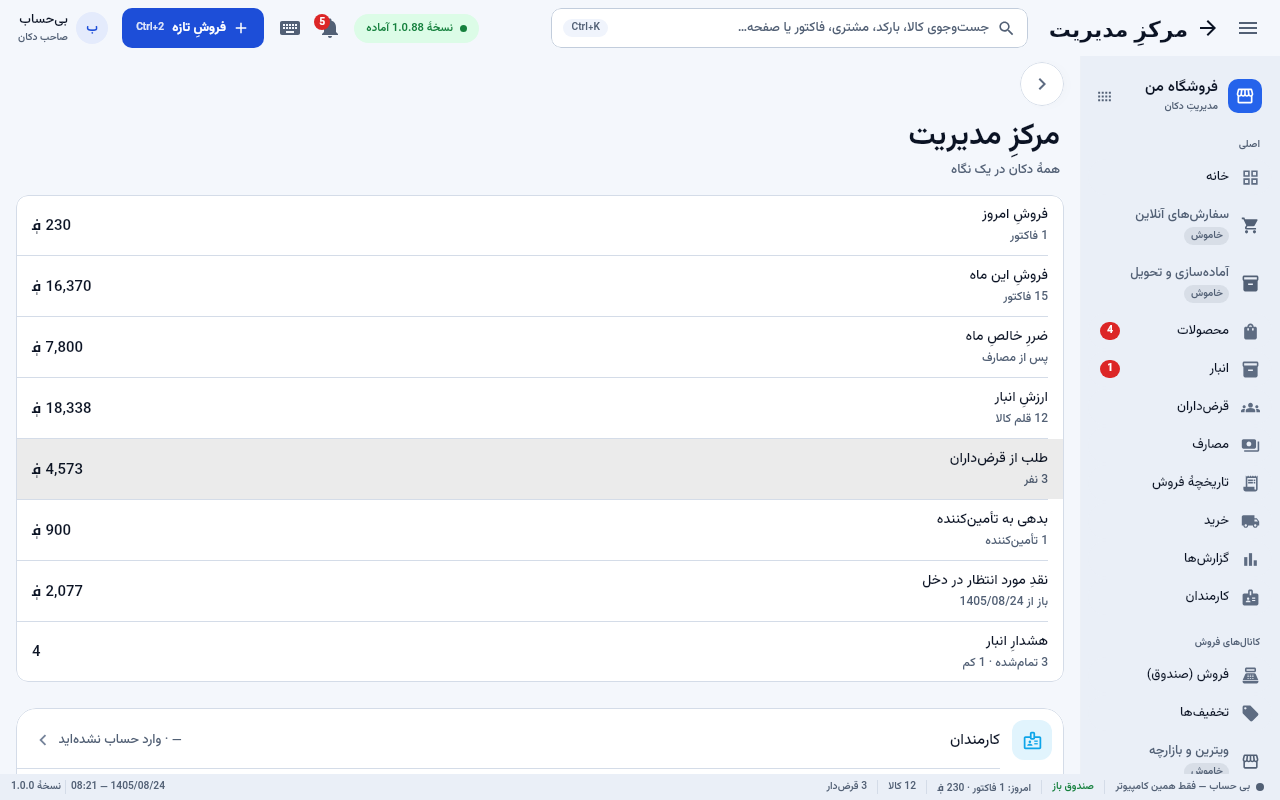 مرکزِ مدیریت
جست‌وجوی کالا، بارکد، مشتری، فاکتور یا صفحه…
Ctrl+K
نسخهٔ 1.0.88 آماده
5
فروشِ تازه
Ctrl+2
ب
بی‌حساب
صاحب دکان
فروشگاه من
مدیریتِ دکان
اصلی
خانه
سفارش‌های آنلاین
خاموش
آماده‌سازی و تحویل
خاموش
محصولات
4
انبار
1
قرض‌داران
مصارف
تاریخچهٔ فروش
خرید
گزارش‌ها
کارمندان
کانال‌های فروش
فروش (صندوق)
تخفیف‌ها
ویترین و بازارچه
خاموش
مرکزِ مدیریت
همهٔ دکان در یک نگاه
فروشِ امروز
1 فاکتور
230 ؋
فروشِ این ماه
15 فاکتور
16,370 ؋
ضررِ خالصِ ماه
پس از مصارف
7,800 ؋
ارزشِ انبار
12 قلم کالا
18,338 ؋
طلب از قرض‌داران
3 نفر
4,573 ؋
بدهی به تأمین‌کننده
1 تأمین‌کننده
900 ؋
نقدِ مورد انتظار در دخل
باز از 1405/08/24
2,077 ؋
هشدارِ انبار
3 تمام‌شده · 1 کم
4
کارمندان
— · وارد حساب نشده‌اید
بی حساب — فقط همین کامپیوتر
صندوق باز
امروز: 1 فاکتور · 230 ؋
12 کالا
3 قرض‌دار
1405/08/24 — 08:21
نسخهٔ 1.0.0